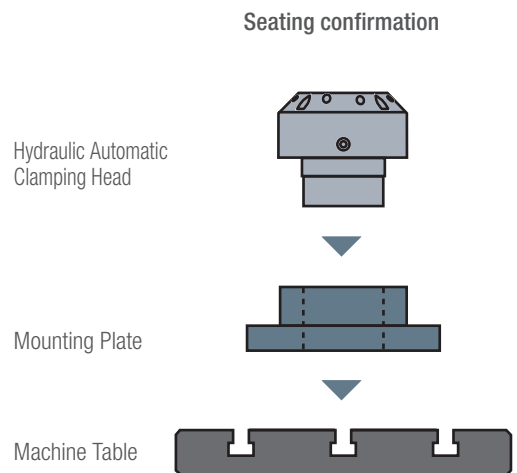 Seating confirmation
Hydraulic Automatic
Clamping Head
Mounting Plate
Machine Table